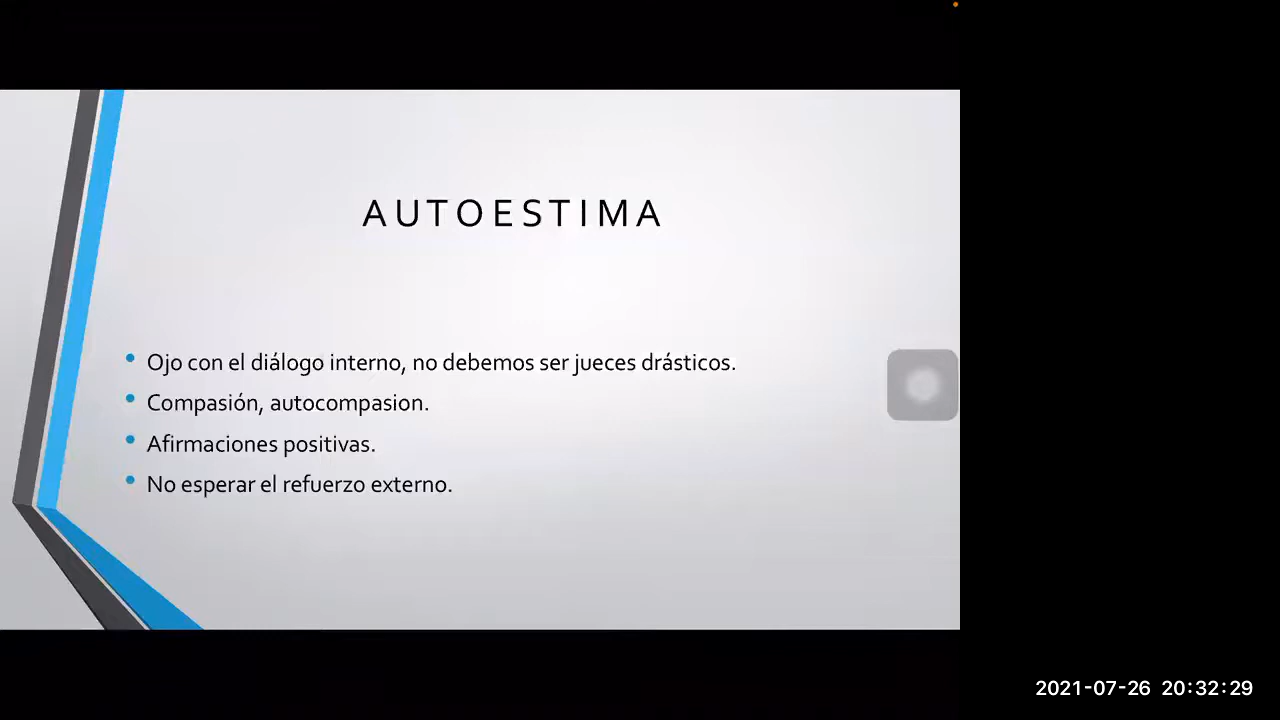 AUTOESTIMA
• Ojo con el diálogo interno, no debemos ser jueces drásticos.
• Compasión, autocompasion.
• Afirmaciones positivas.
• No esperar el refuerzo externo.
2021-07-26 20:32:29